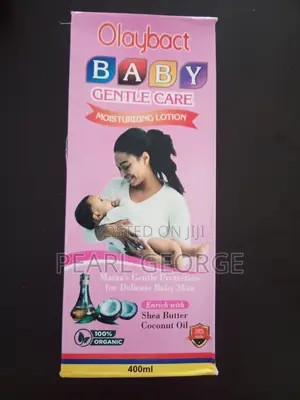 Olaybact
BABY
GENTLE CARE
MOISTURIZING LOTION
POSTED ON JIJI
PEARL GEORGE
Mama's Gentle Protection
for Delicate Baby Skin
Enrich with
Shea Butter
Coconut Oil
100%
ORGANIC
400ml